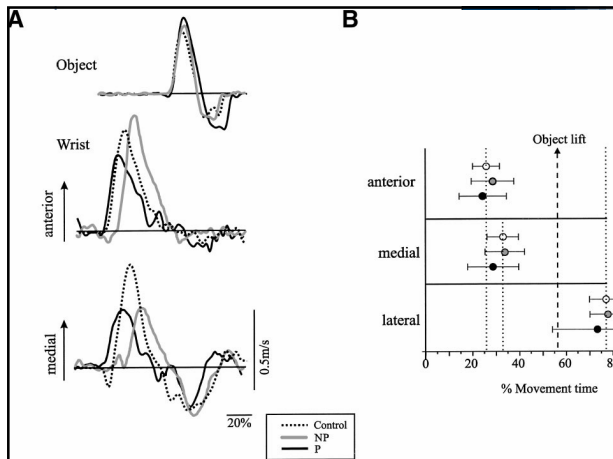 A
B
Object
Wrist
anterior
medial
0.5m/s
20%
Control
NP
P
Object lift
anterior
medial
lateral
0 20 40 60 80
% Movement time